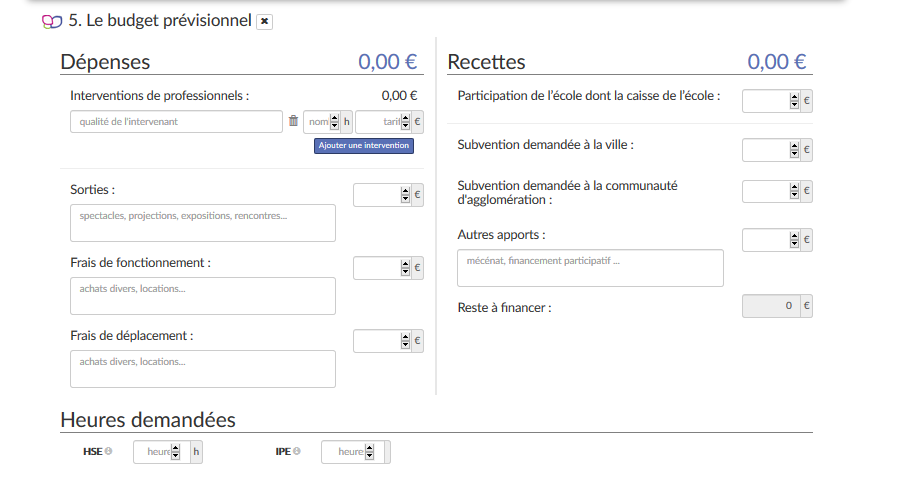 5. Le budget prévisionnel
Dépenses 0,00 €
Interventions de professionnels : 0,00 €
qualité de l'intervenant nom h tarif €
Ajouter une intervention
Sorties : €
spectacles, projections, expositions, rencontres...
Frais de fonctionnement : €
achats divers, locations...
Frais de déplacement : €
achats divers, locations...
Recettes 0,00 €
Participation de l'école dont la caisse de l'école : €
Subvention demandée à la ville : €
Subvention demandée à la communauté
d'agglomération : €
Autres apports : €
mécénat, financement participatif ...
Reste à financer : 0 €
Heures demandées
HSE heure h IPE heure